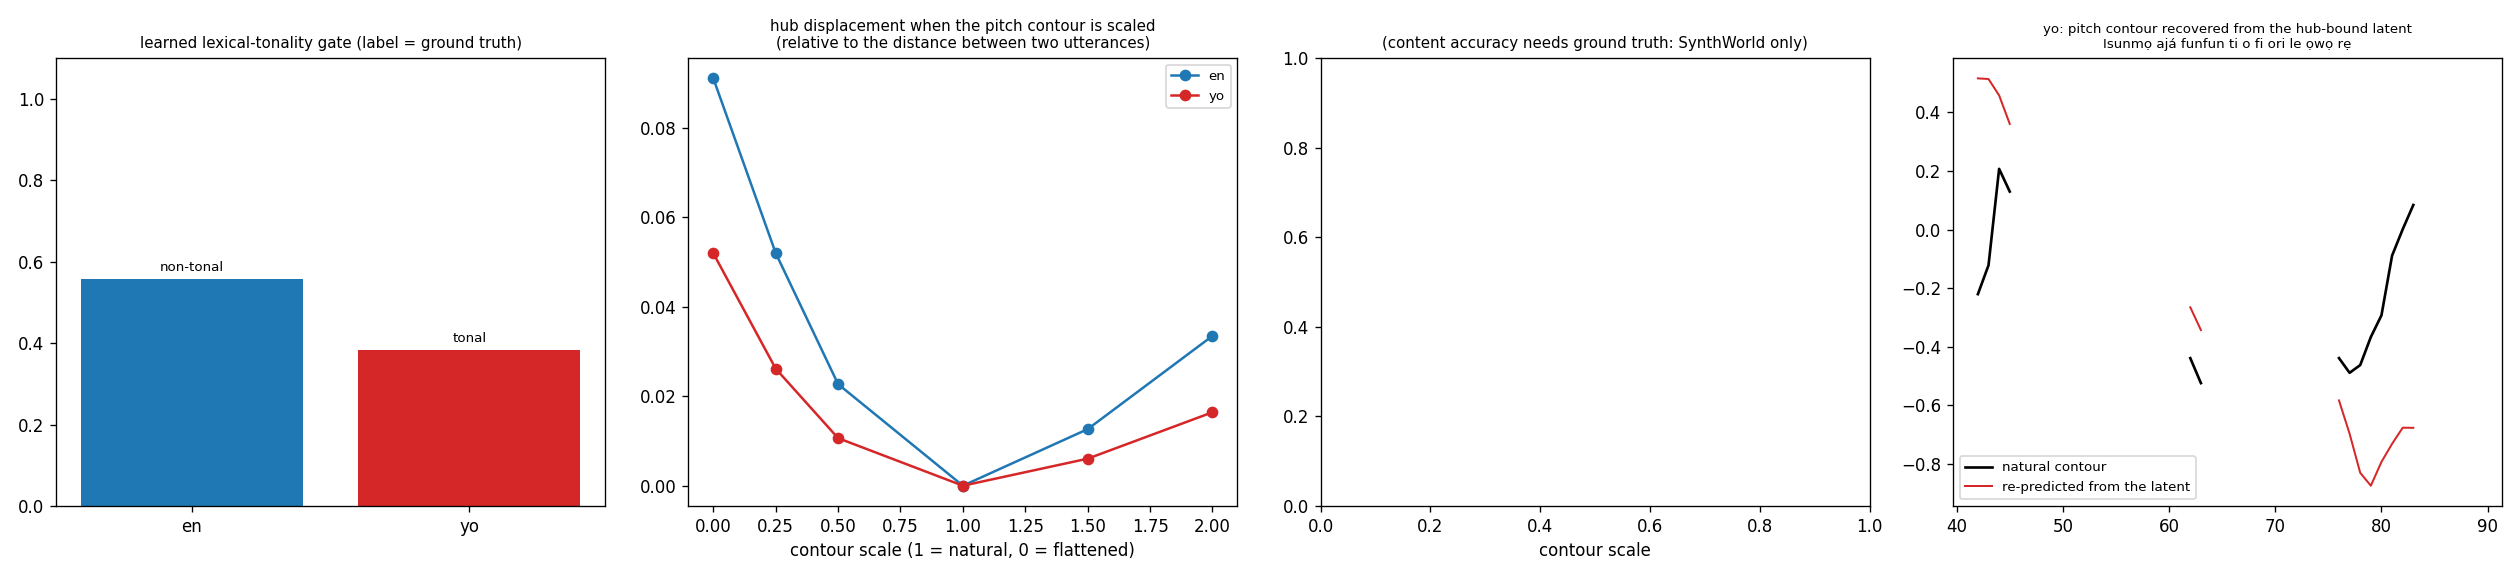 learned lexical-tonality gate (label = ground truth)
1.0
0.8
0.6
0.4
0.2
0.0
non-tonal
tonal
en
yo
hub displacement when the pitch contour is scaled
(relative to the distance between two utterances)
en
yo
0.08
0.06
0.04
0.02
0.00
0.00 0.25 0.50 0.75 1.00 1.25 1.50 1.75 2.00
contour scale (1 = natural, 0 = flattened)
(content accuracy needs ground truth: SynthWorld only)
1.0
0.8
0.6
0.4
0.2
0.0
0.0 0.2 0.4 0.6 0.8 1.0
contour scale
yo: pitch contour recovered from the hub-bound latent
Isunmọ ajá funfun ti o fi ori le ọwọ rẹ
0.4
0.2
0.0
−0.2
−0.4
−0.6
−0.8
natural contour
re-predicted from the latent
40 50 60 70 80 90